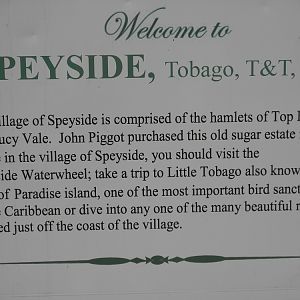 Welcome to
PEYSIDE, Tobago, T&T,
illage of Speyside is comprised of the hamlets of Top
ucy Vale. John Piggot purchased this old sugar estate
e in the village of Speyside, you should visit the
ide Waterwheel; take a trip to Little Tobago also know
of Paradise island, one of the most important bird sanct
Caribbean or dive into any one of the many beautiful r
ed just off the coast of the village.